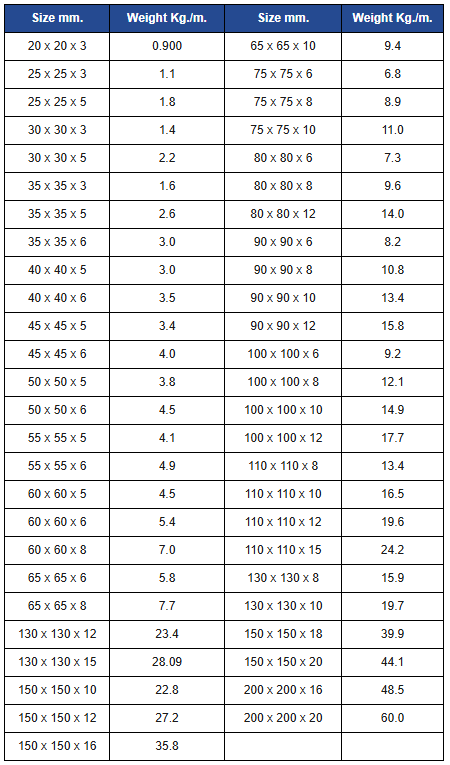 Size mm. Weight Kg./m. Size mm. Weight Kg./m.
20 x 20 x 3 0.900 65 x 65 x 10 9.4
25 x 25 x 3 1.1 75 x 75 x 6 6.8
25 x 25 x 5 1.8 75 x 75 x 8 8.9
30 x 30 x 3 1.4 75 x 75 x 10 11.0
30 x 30 x 5 2.2 80 x 80 x 6 7.3
35 x 35 x 3 1.6 80 x 80 x 8 9.6
35 x 35 x 5 2.6 80 x 80 x 12 14.0
35 x 35 x 6 3.0 90 x 90 x 6 8.2
40 x 40 x 5 3.0 90 x 90 x 8 10.8
40 x 40 x 6 3.5 90 x 90 x 10 13.4
45 x 45 x 5 3.4 90 x 90 x 12 15.8
45 x 45 x 6 4.0 100 x 100 x 6 9.2
50 x 50 x 5 3.8 100 x 100 x 8 12.1
50 x 50 x 6 4.5 100 x 100 x 10 14.9
55 x 55 x 5 4.1 100 x 100 x 12 17.7
55 x 55 x 6 4.9 110 x 110 x 8 13.4
60 x 60 x 5 4.5 110 x 110 x 10 16.5
60 x 60 x 6 5.4 110 x 110 x 12 19.6
60 x 60 x 8 7.0 110 x 110 x 15 24.2
65 x 65 x 6 5.8 130 x 130 x 8 15.9
65 x 65 x 8 7.7 130 x 130 x 10 19.7
130 x 130 x 12 23.4 150 x 150 x 18 39.9
130 x 130 x 15 28.09 150 x 150 x 20 44.1
150 x 150 x 10 22.8 200 x 200 x 16 48.5
150 x 150 x 12 27.2 200 x 200 x 20 60.0
150 x 150 x 16 35.8